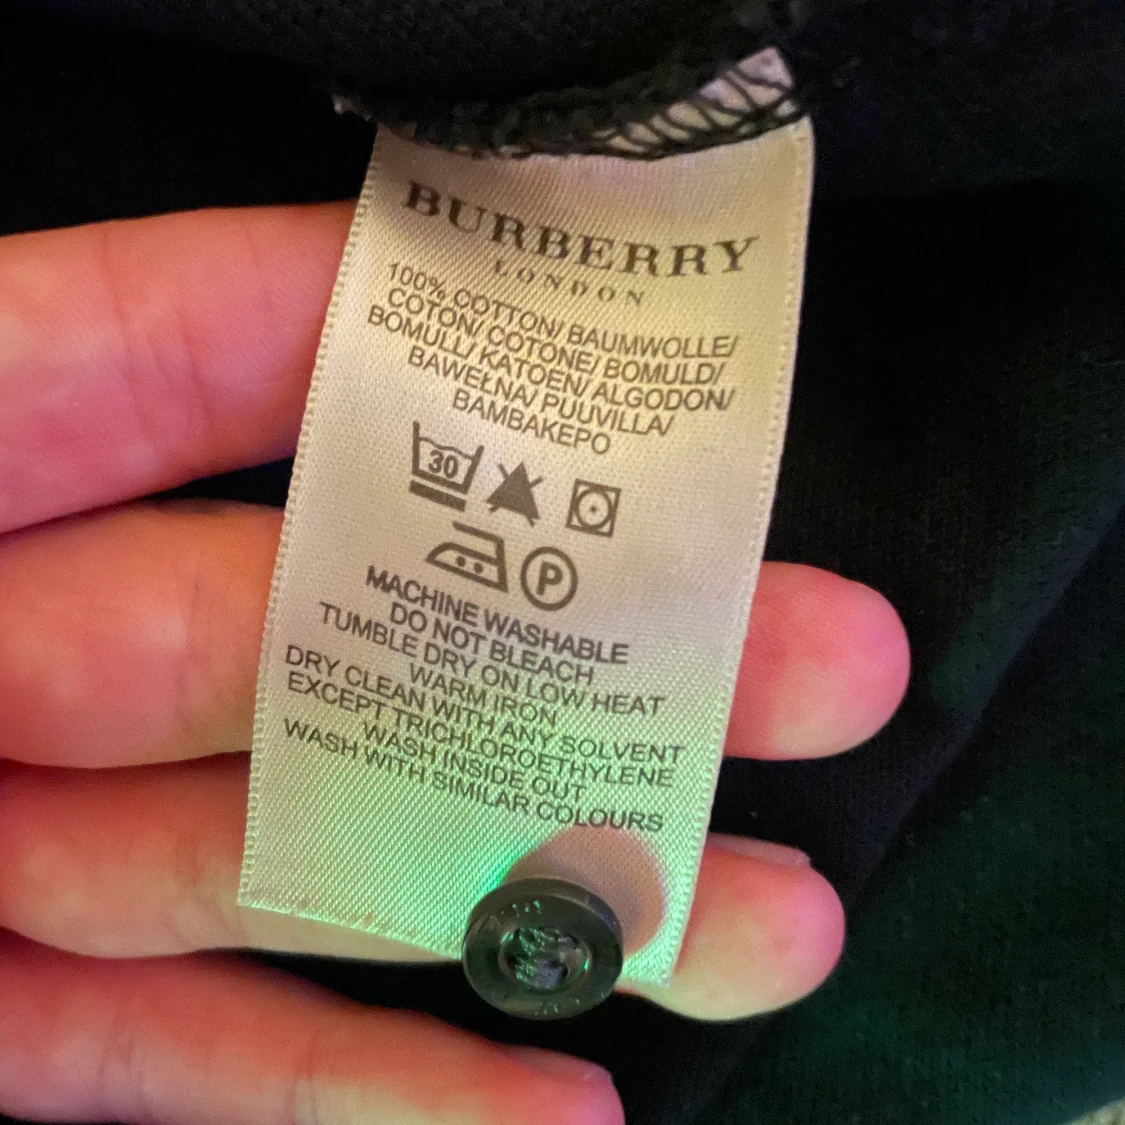 BURBERRY
LONDON
100% COTTON/ BAUMWOLLE/
COTON/ COTONE/ BOMULD/
BOMULL/ KATOEN/ ALGODON/
BAWEŁNA/ PUUVILLA/
BAMBAKEPO
30
P
MACHINE WASHABLE
DO NOT BLEACH
TUMBLE DRY ON LOW HEAT
WARM IRON
DRY CLEAN WITH ANY SOLVENT
EXCEPT TRICHLOROETHYLENE
WASH INSIDE OUT
WASH WITH SIMILAR COLOURS